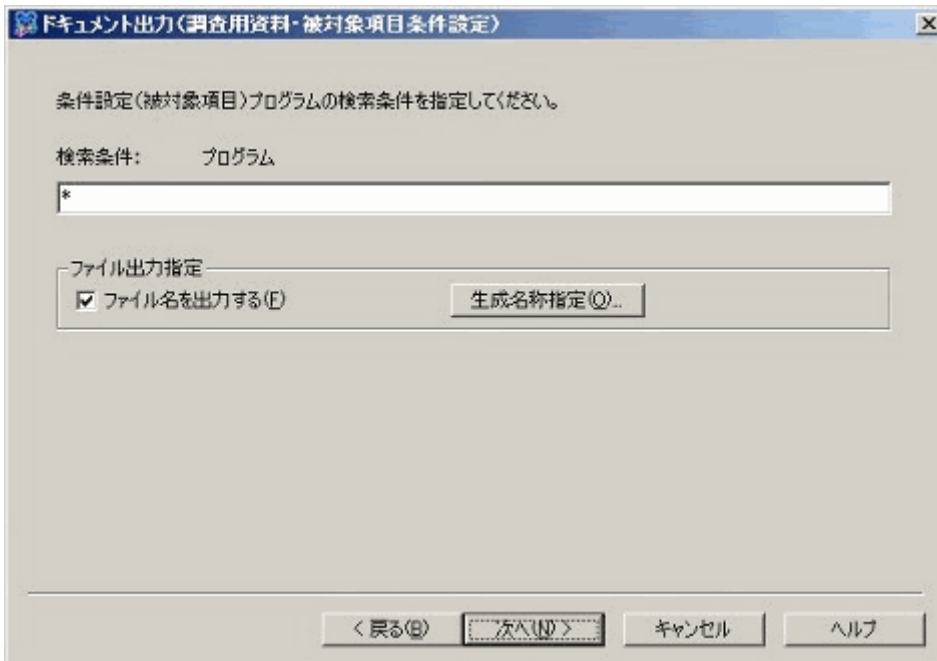 ドキュメント出力(調査用資料・被対象項目条件設定)
条件設定(被対象項目)プログラムの検索条件を指定してください。
検索条件: プログラム
*
ファイル出力指定
ファイル名を出力する(F) 生成名称指定(O)...
< 戻る(B) 次へ(N) > キャンセル ヘルプ